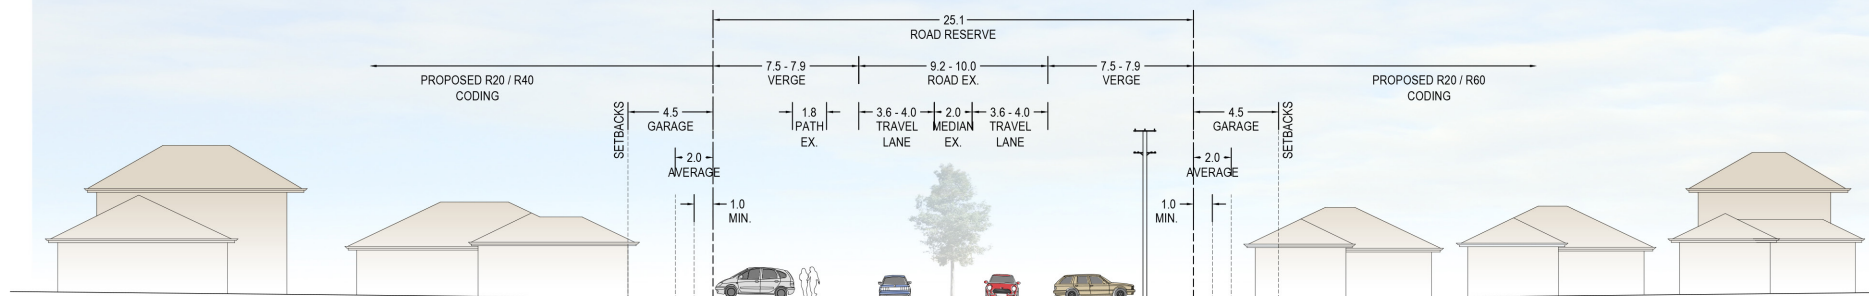 25.1
ROAD RESERVE
7.5 - 7.9
VERGE
9.2 - 10.0
ROAD EX.
7.5 - 7.9
VERGE
PROPOSED R20 / R40
CODING
PROPOSED R20 / R60
CODING
SETBACKS
4.5
GARAGE
1.8
PATH
EX.
3.6 - 4.0
TRAVEL
LANE
2.0
MEDIAN
EX.
3.6 - 4.0
TRAVEL
LANE
4.5
GARAGE
SETBACKS
2.0
AVERAGE
2.0
AVERAGE
1.0
MIN.
1.0
MIN.